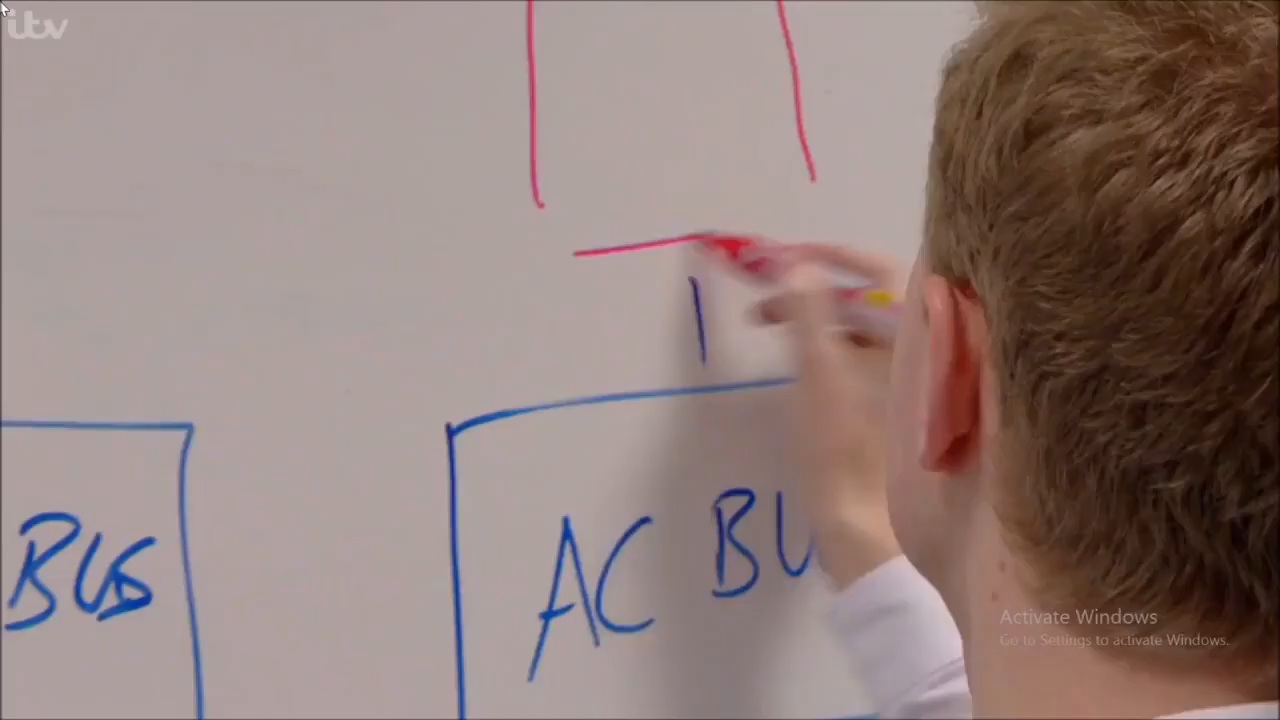 itv
BUS
AC BU
Activate Windows
Go to Settings to activate Windows.